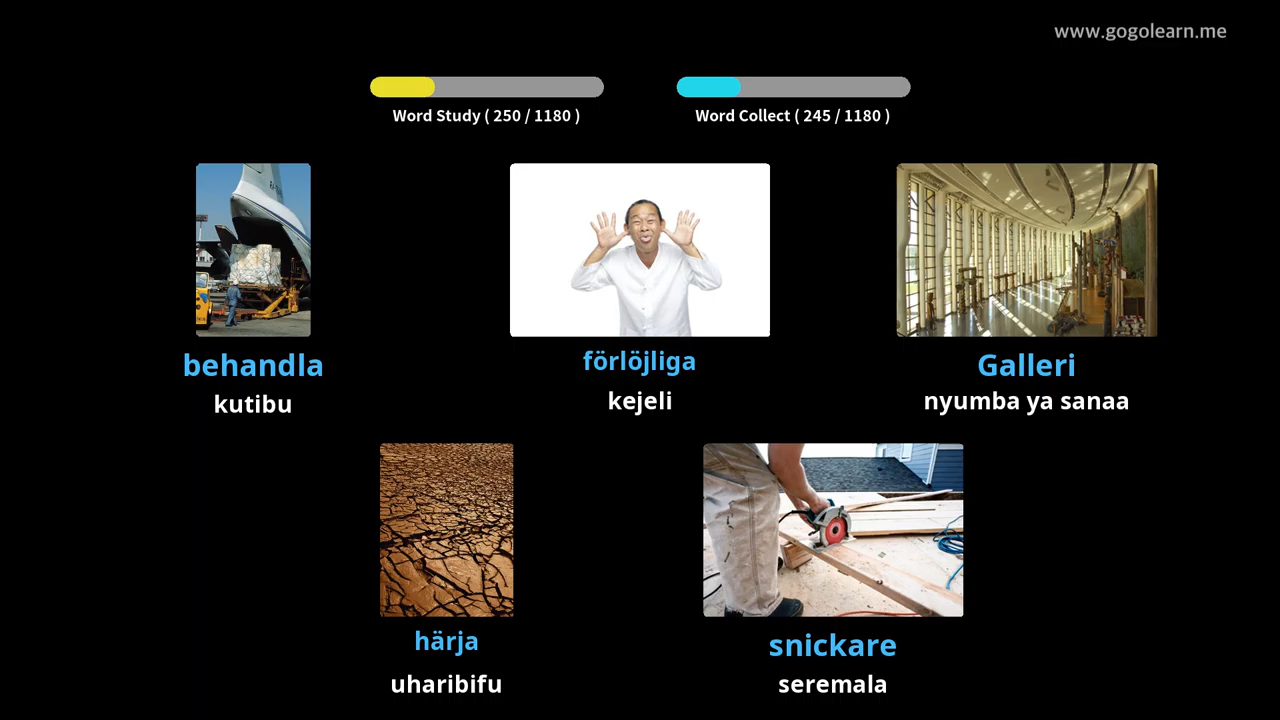 www.gogolearn.me
Word Study ( 250 / 1180 )
Word Collect ( 245 / 1180 )
behandla
kutibu
förlöjliga
kejeli
Galleri
nyumba ya sanaa
härja
uharibifu
snickare
seremala